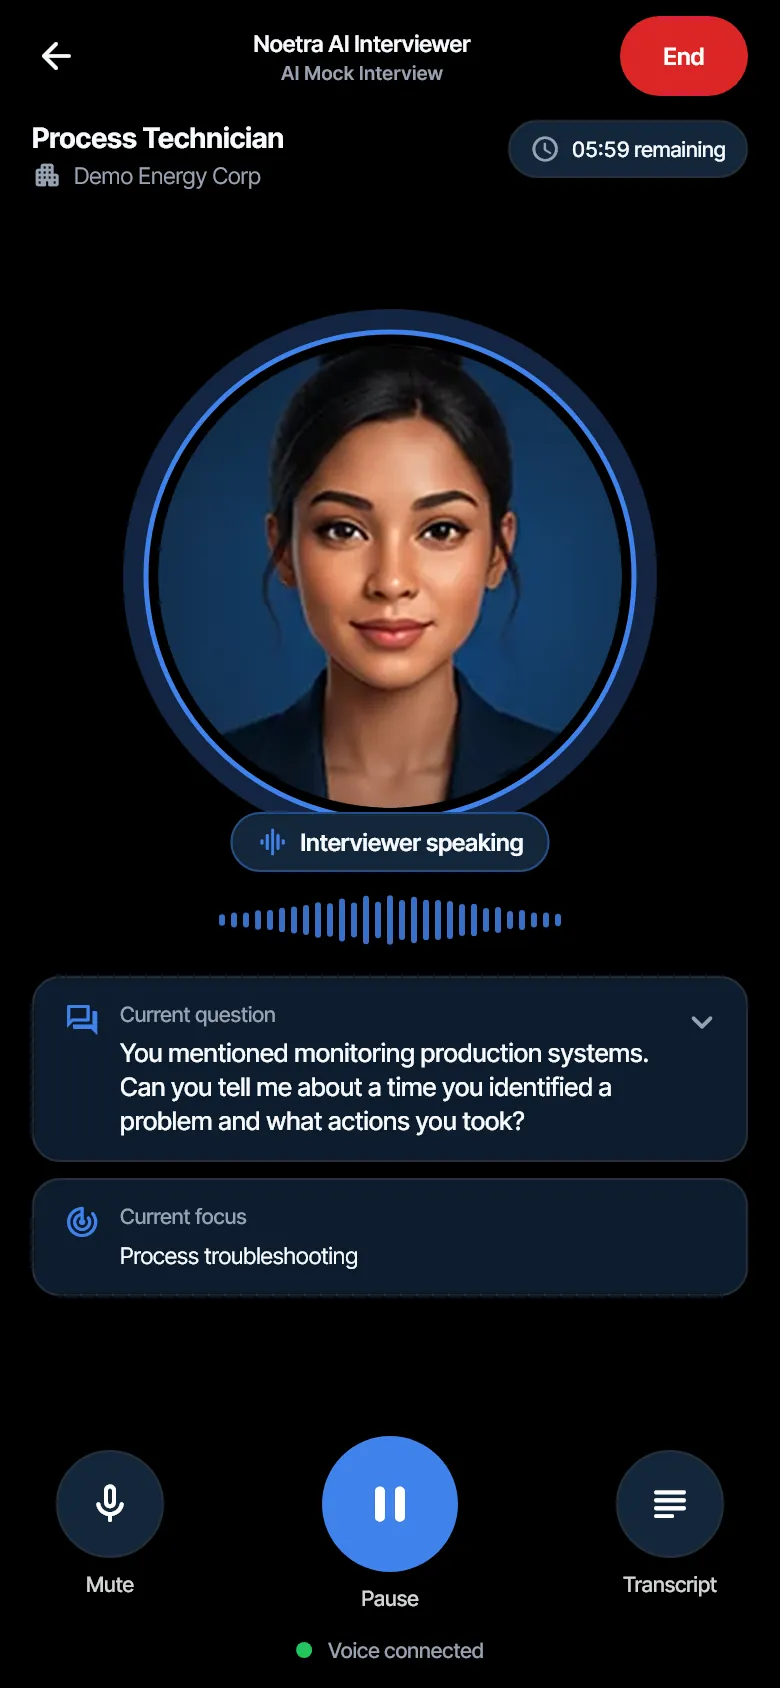 Noetra AI Interviewer
AI Mock Interview
End
Process Technician
Demo Energy Corp
05:59 remaining
Interviewer speaking
Current question
You mentioned monitoring production systems.
Can you tell me about a time you identified a
problem and what actions you took?
Current focus
Process troubleshooting
Mute
Pause
Transcript
Voice connected